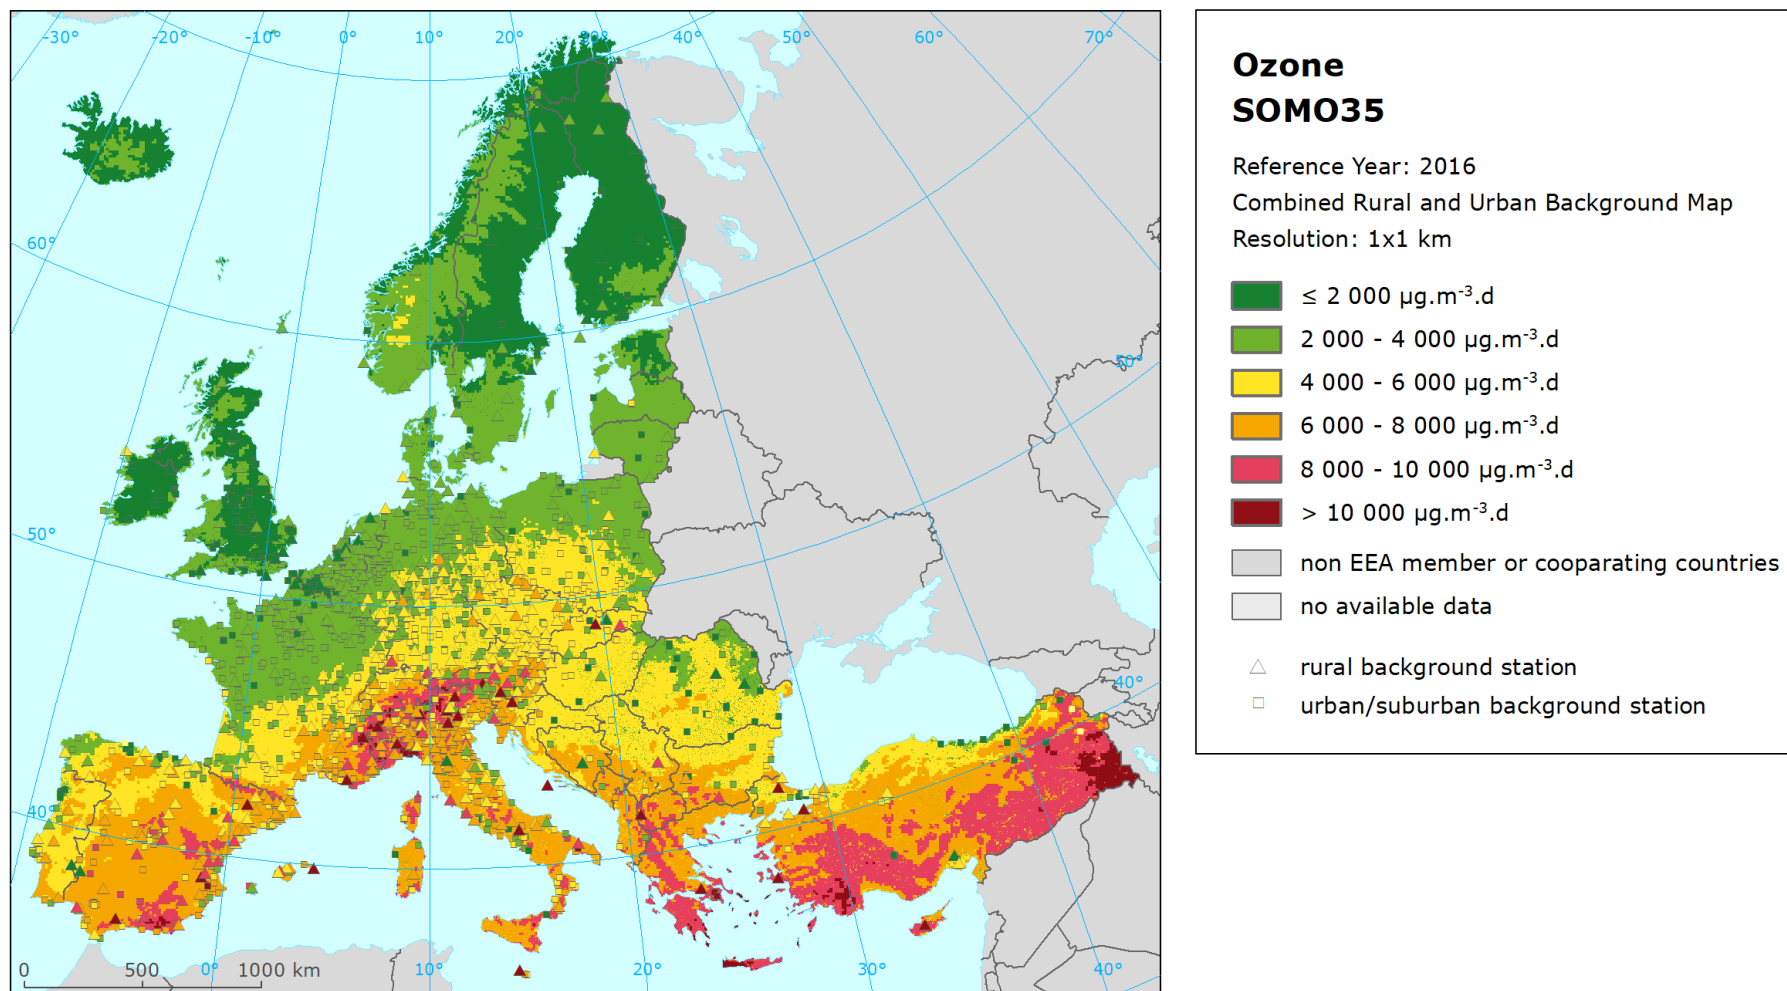 -30° -20° -10° 0° 10° 20° 30° 40° 50° 60° 70°
60°
50°
50°
40°
40°
0 500 0° 1000 km 10° 20° 30° 40°
Ozone
SOMO35
Reference Year: 2016
Combined Rural and Urban Background Map
Resolution: 1x1 km
≤ 2 000 µg.m⁻³.d
2 000 - 4 000 µg.m⁻³.d
4 000 - 6 000 µg.m⁻³.d
6 000 - 8 000 µg.m⁻³.d
8 000 - 10 000 µg.m⁻³.d
> 10 000 µg.m⁻³.d
non EEA member or cooparating countries
no available data
rural background station
urban/suburban background station